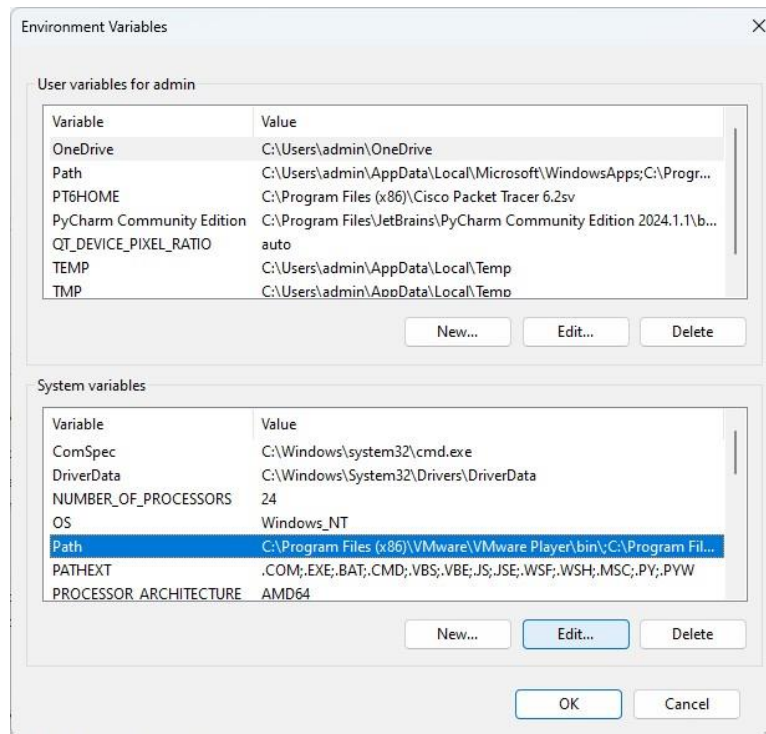 Environment Variables
User variables for admin
Variable Value
OneDrive C:\Users\admin\OneDrive
Path C:\Users\admin\AppData\Local\Microsoft\WindowsApps;C:\Progr...
PT6HOME C:\Program Files (x86)\Cisco Packet Tracer 6.2sv
PyCharm Community Edition C:\Program Files\JetBrains\PyCharm Community Edition 2024.1.1\b...
QT_DEVICE_PIXEL_RATIO auto
TEMP C:\Users\admin\AppData\Local\Temp
TMP C:\Users\admin\AppData\Local\Temp
New... Edit... Delete
System variables
Variable Value
ComSpec C:\Windows\system32\cmd.exe
DriverData C:\Windows\System32\Drivers\DriverData
NUMBER_OF_PROCESSORS 24
OS Windows_NT
Path C:\Program Files (x86)\VMware\VMware Player\bin\;C:\Program Fil...
PATHEXT .COM;.EXE;.BAT;.CMD;.VBS;.VBE;.JS;.JSE;.WSF;.WSH;.MSC;.PY;.PYW
PROCESSOR_ARCHITECTURE AMD64
New... Edit... Delete
OK Cancel